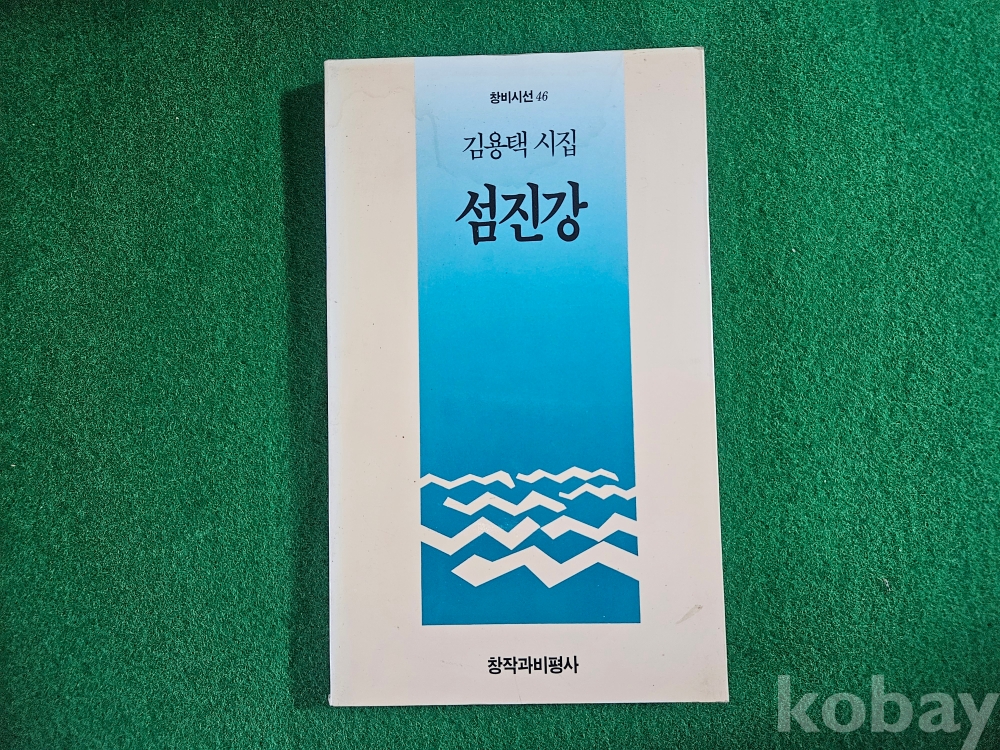 창비시선 46
김용택 시집
섬진강
창작과비평사
kobay